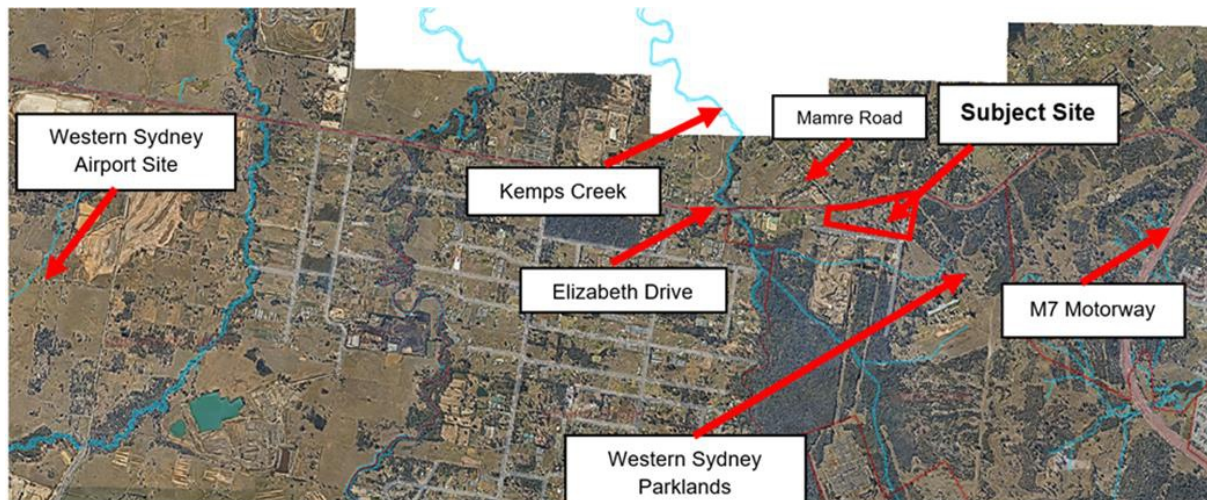 Western Sydney
Airport Site
Kemps Creek
Mamre Road
Subject Site
Elizabeth Drive
M7 Motorway
Western Sydney
Parklands